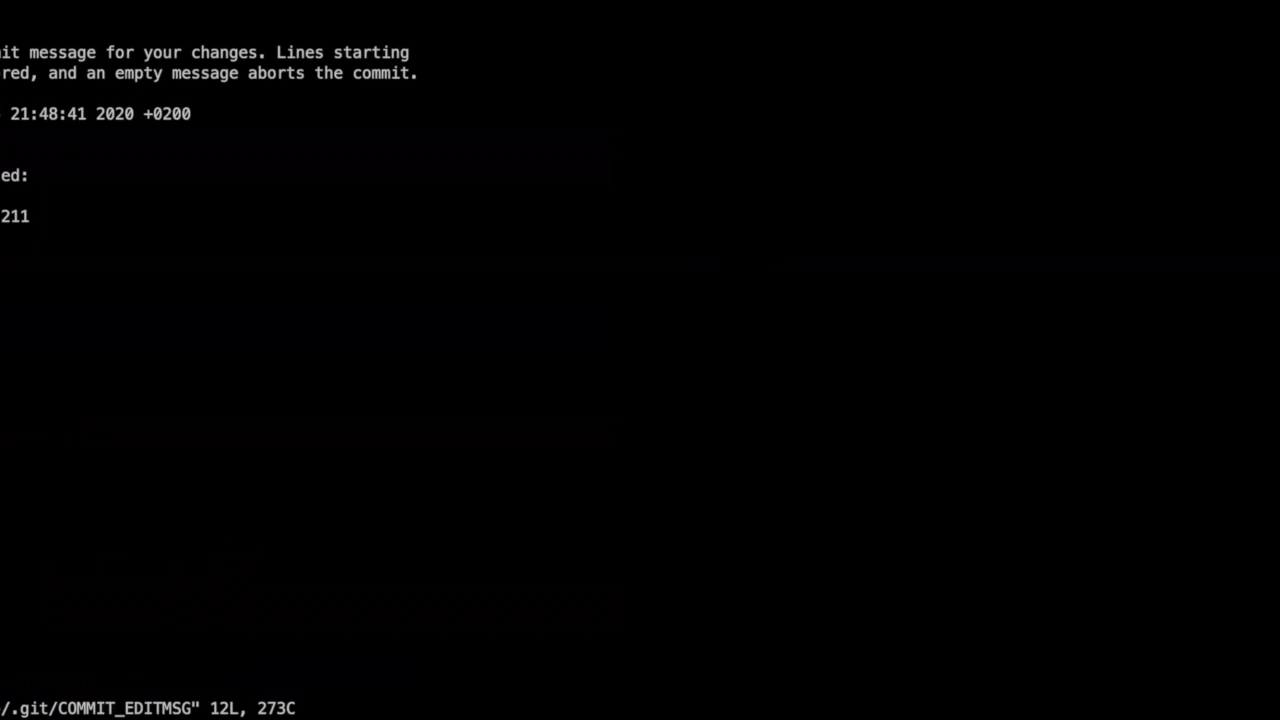 it message for your changes. Lines starting
red, and an empty message aborts the commit.
21:48:41 2020 +0200
ed:
211
/.git/COMMIT_EDITMSG" 12L, 273C